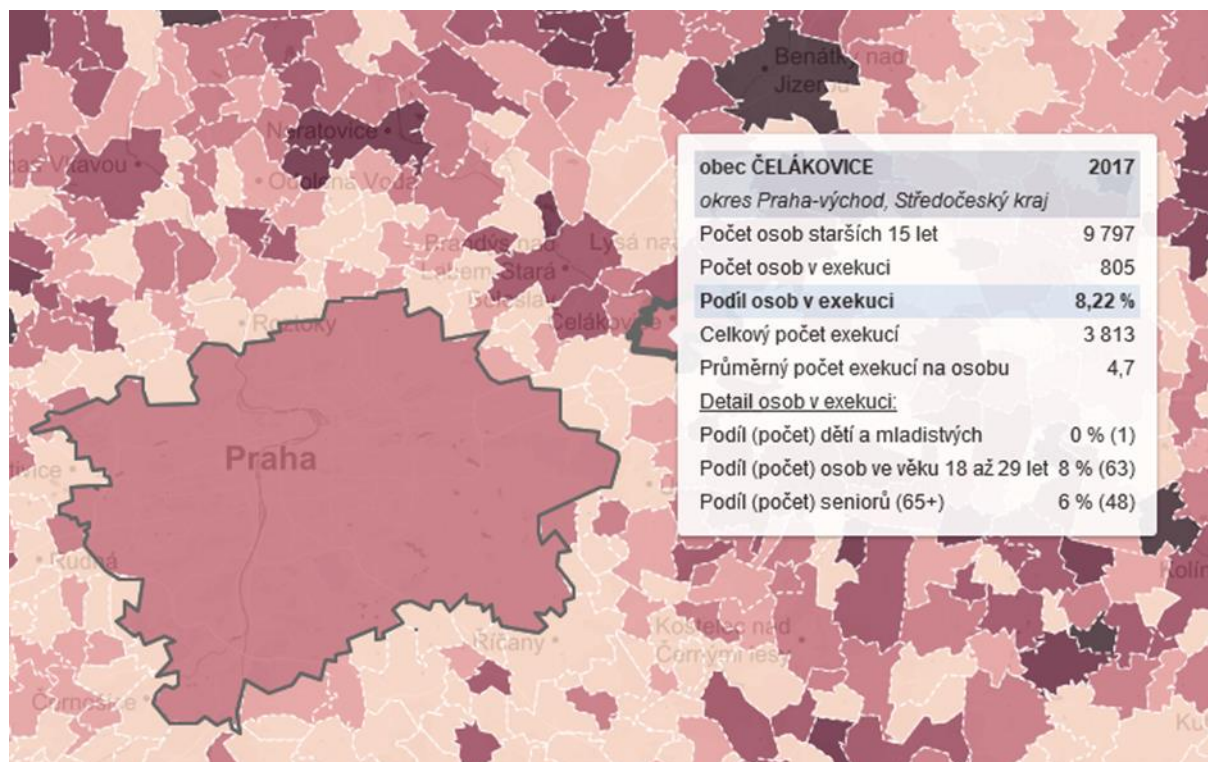 Benátky nad
Jizerou
Neratovice
nad Vltavou
Odolena Voda
Brandýs nad
Labem-Stará
Boleslav
Lysá na
Čelákovice
Roztoky
Praha
Rudná
Říčany
Kostelec nad
Černými lesy
Černošice
Kolín
obec ČELÁKOVICE 2017
okres Praha-východ, Středočeský kraj
Počet osob starších 15 let 9 797
Počet osob v exekuci 805
Podíl osob v exekuci 8,22 %
Celkový počet exekucí 3 813
Průměrný počet exekucí na osobu 4,7
Detail osob v exekuci:
Podíl (počet) dětí a mladistvých 0 % (1)
Podíl (počet) osob ve věku 18 až 29 let 8 % (63)
Podíl (počet) seniorů (65+) 6 % (48)